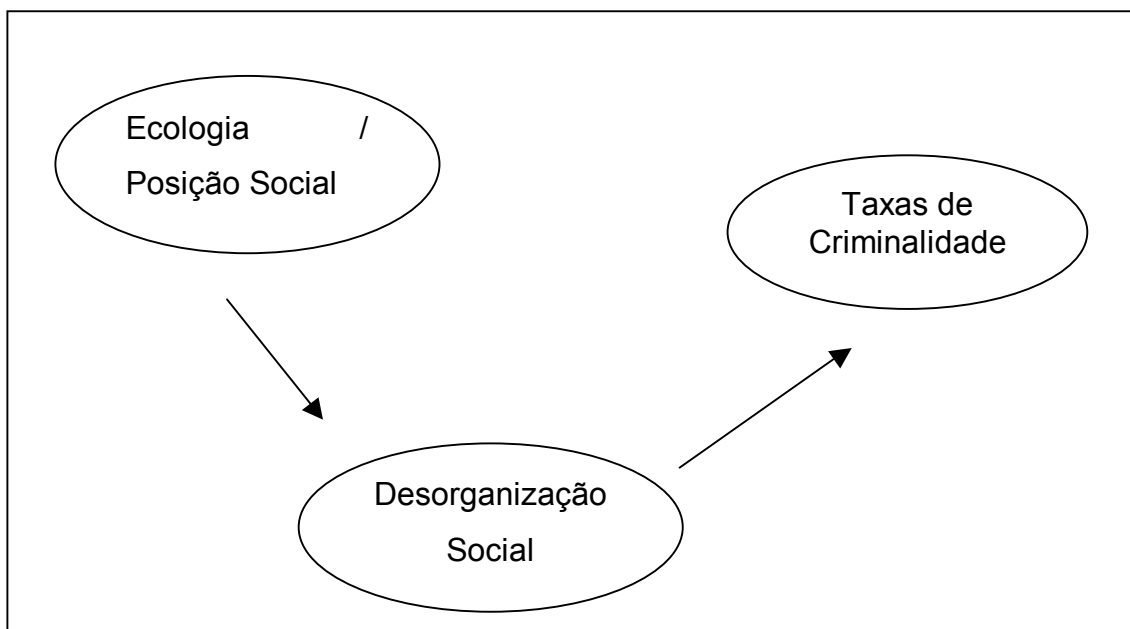 Ecologia /
Posição Social
Taxas de
Criminalidade
Desorganização
Social